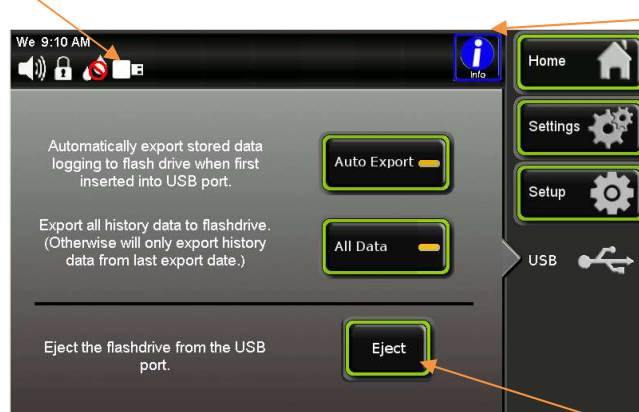 We 9:10 AM
Info
Home
Settings
Automatically export stored data
logging to flash drive when first
inserted into USB port.
Auto Export
Setup
Export all history data to flashdrive.
(Otherwise will only export history
data from last export date.)
All Data
USB
Eject the flashdrive from the USB
port.
Eject